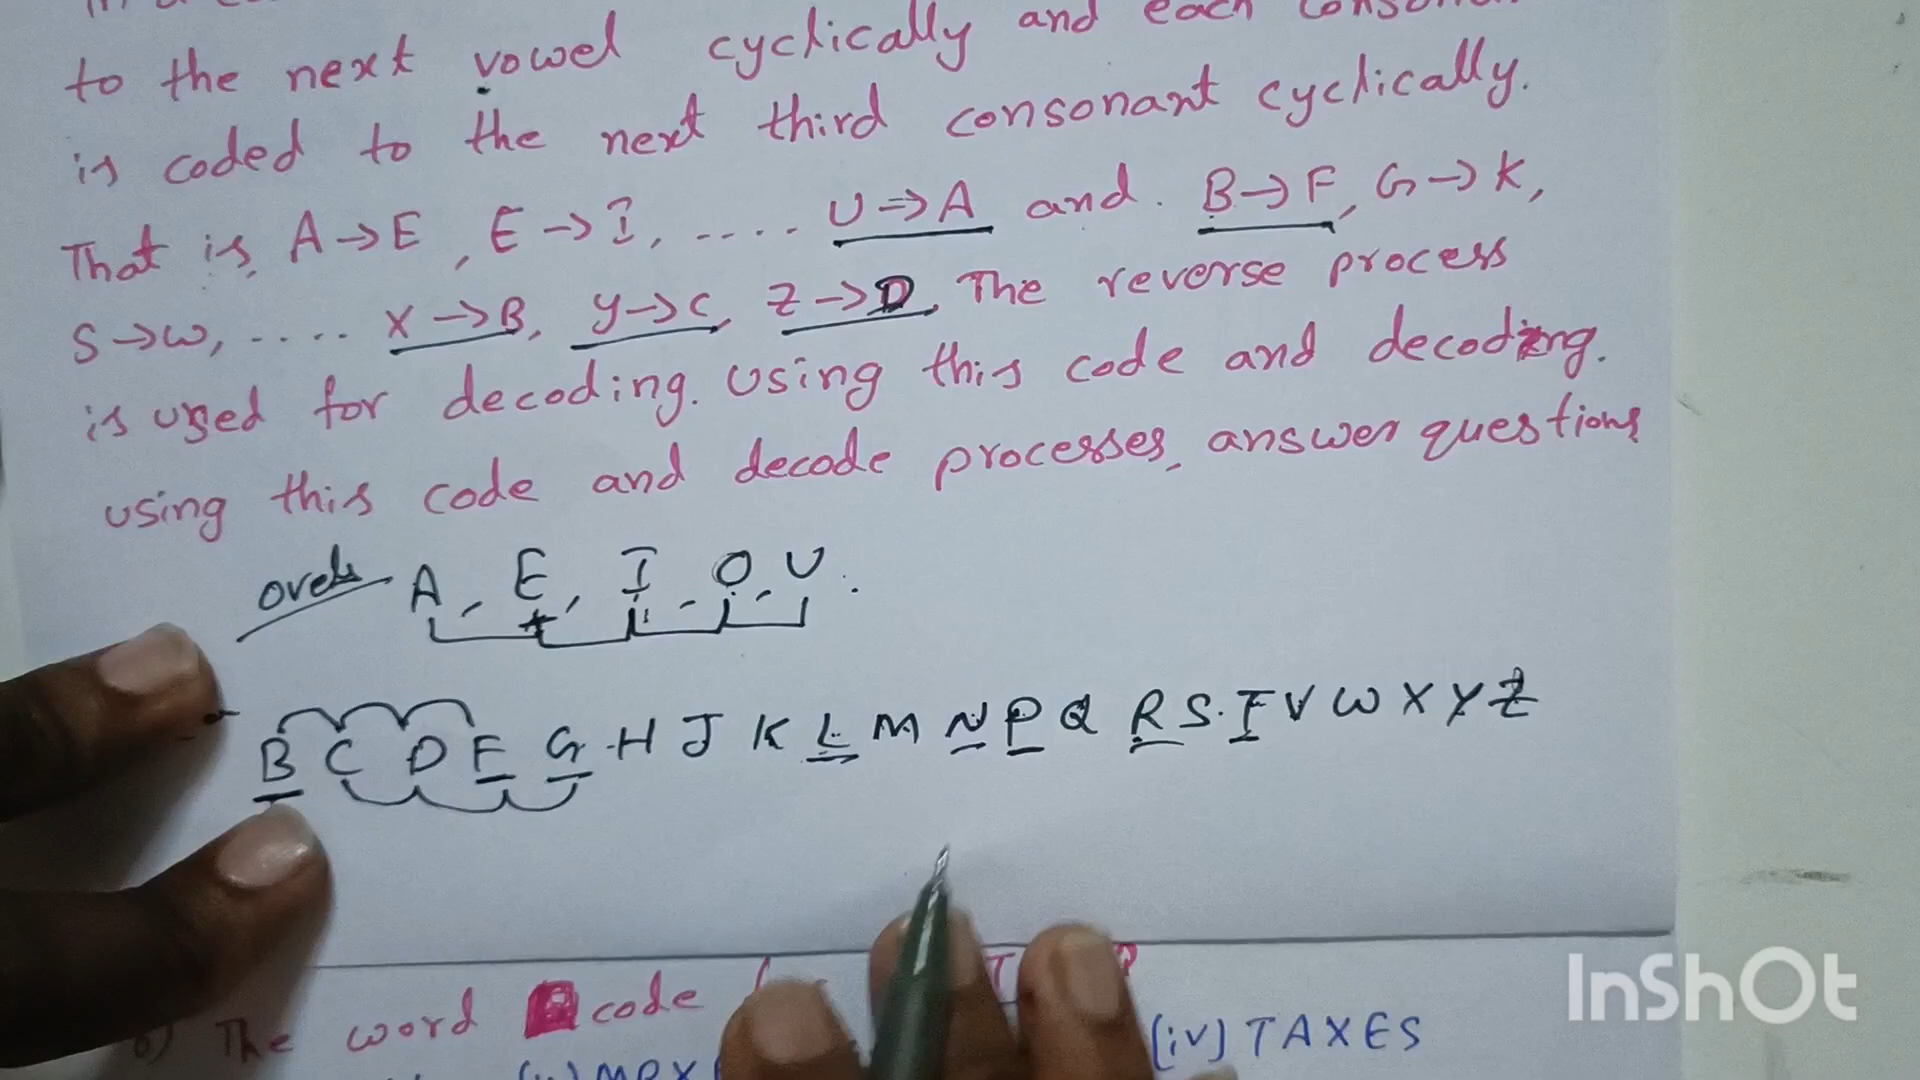 to the next vowel cyclically and each
is coded to the next third consonant cyclically.
That is, A→E, E→I, ..... U⇒A and. B→F, G→K,
S→W, ..... X→B, Y→C, Z→D, The reverse process
is used for decoding. Using this code and decoding.
using this code and decode processes, answer questions
A, E, I, O, U.
B C D F G H J K L M N P Q R S T V W X Y Z
The word code
(iv) TAXES
InShOt